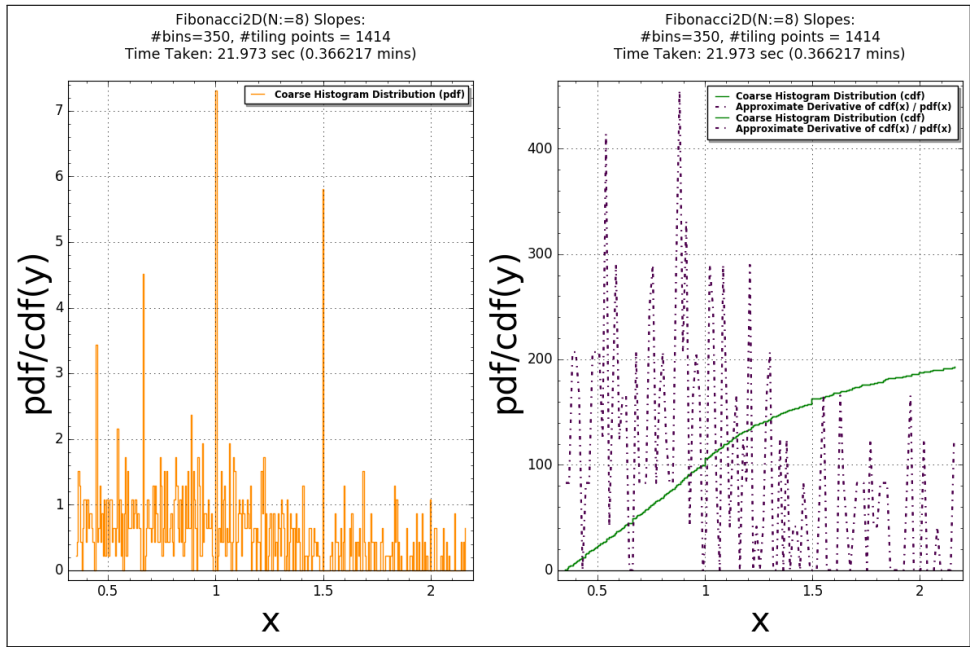 Fibonacci2D(N:=8) Slopes:
#bins=350, #tiling points = 1414
Time Taken: 21.973 sec (0.366217 mins)
Coarse Histogram Distribution (pdf)
pdf/cdf(y)
7
6
5
4
3
2
1
0
0.5
1
1.5
2
x
Fibonacci2D(N:=8) Slopes:
#bins=350, #tiling points = 1414
Time Taken: 21.973 sec (0.366217 mins)
Coarse Histogram Distribution (cdf)
Approximate Derivative of cdf(x) / pdf(x)
Coarse Histogram Distribution (cdf)
Approximate Derivative of cdf(x) / pdf(x)
pdf/cdf(y)
400
300
200
100
0
0.5
1
1.5
2
x